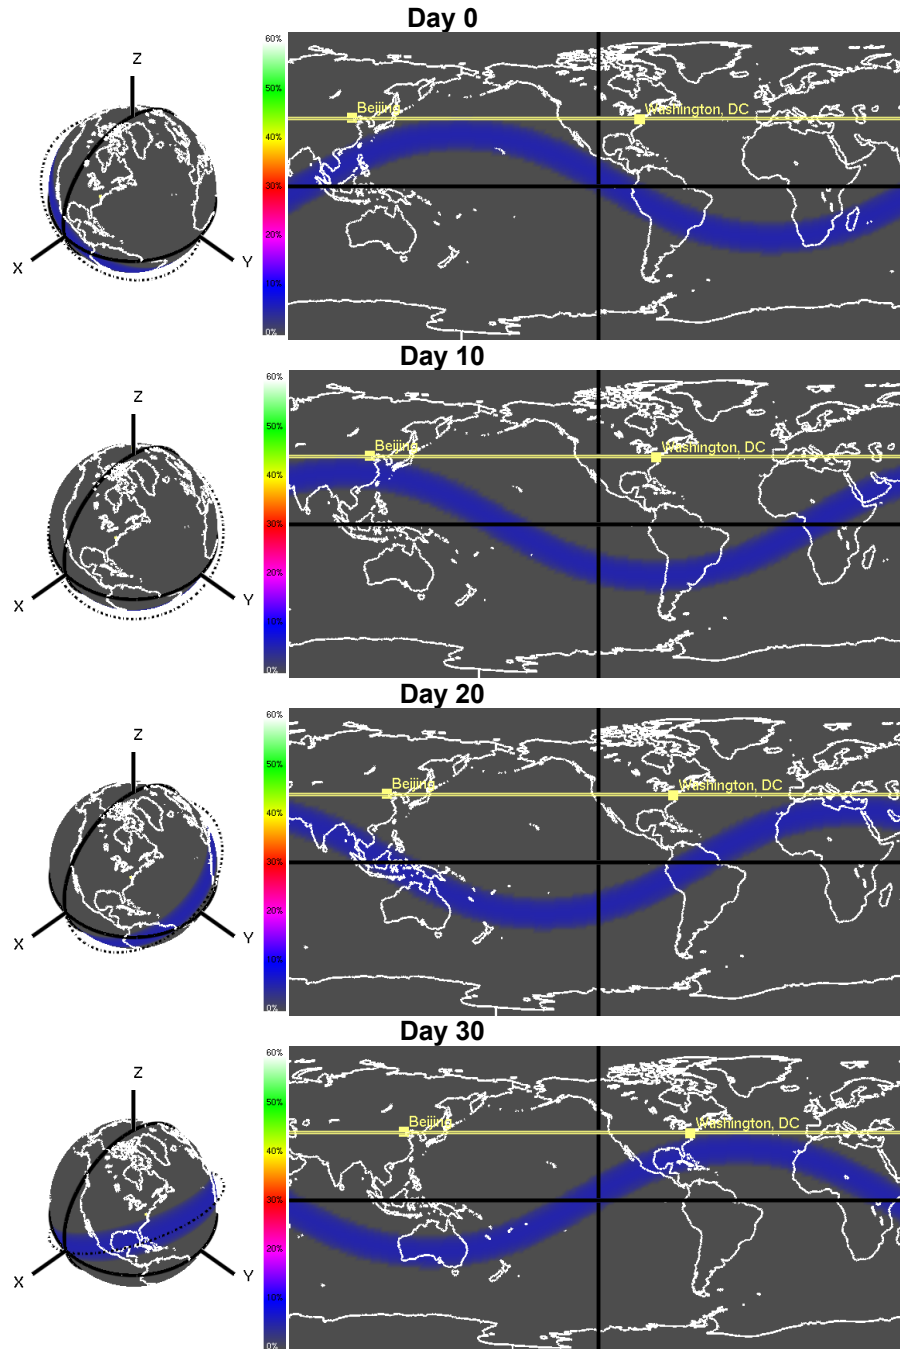 Day 0
Z
X
Y
60%
50%
40%
30%
20%
10%
0%
Beijing
Washington, DC
Day 10
Z
X
Y
60%
50%
40%
30%
20%
10%
0%
Beijing
Washington, DC
Day 20
Z
X
Y
60%
50%
40%
30%
20%
10%
0%
Beijing
Washington, DC
Day 30
Z
X
Y
60%
50%
40%
30%
20%
10%
0%
Beijing
Washington, DC